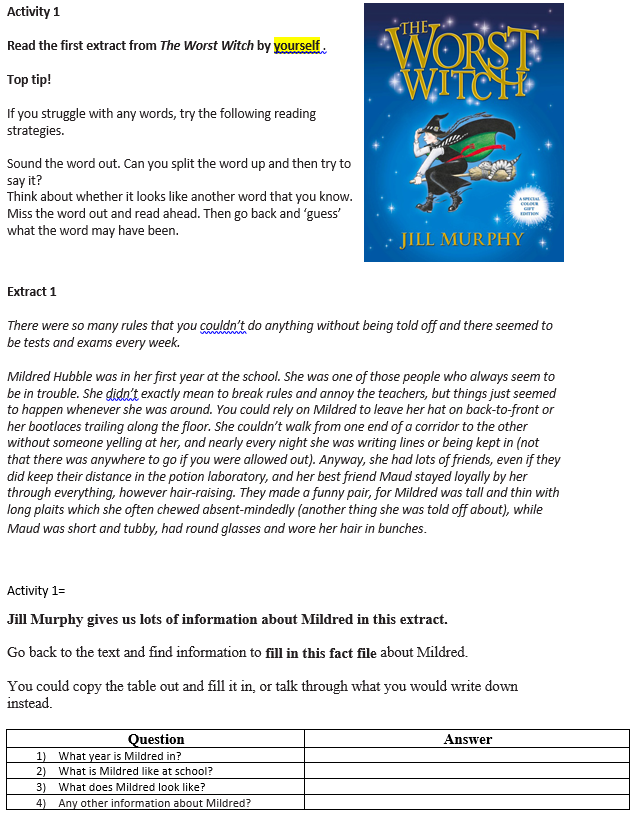 Activity 1
Read the first extract from The Worst Witch by yourself .
Top tip!
If you struggle with any words, try the following reading
strategies.
Sound the word out. Can you split the word up and then try to
say it?
Think about whether it looks like another word that you know.
Miss the word out and read ahead. Then go back and ‘guess’
what the word may have been.
THE
WORST
WITCH
A SPECIAL
COLOUR
GIFT
EDITION
JILL MURPHY
Extract 1
There were so many rules that you couldn’t do anything without being told off and there seemed to
be tests and exams every week.
Mildred Hubble was in her first year at the school. She was one of those people who always seem to
be in trouble. She didn’t exactly mean to break rules and annoy the teachers, but things just seemed
to happen whenever she was around. You could rely on Mildred to leave her hat on back-to-front or
her bootlaces trailing along the floor. She couldn’t walk from one end of a corridor to the other
without someone yelling at her, and nearly every night she was writing lines or being kept in (not
that there was anywhere to go if you were allowed out). Anyway, she had lots of friends, even if they
did keep their distance in the potion laboratory, and her best friend Maud stayed loyally by her
through everything, however hair-raising. They made a funny pair, for Mildred was tall and thin with
long plaits which she often chewed absent-mindedly (another thing she was told off about), while
Maud was short and tubby, had round glasses and wore her hair in bunches.
Activity 1=
Jill Murphy gives us lots of information about Mildred in this extract.
Go back to the text and find information to fill in this fact file about Mildred.
You could copy the table out and fill it in, or talk through what you would write down
instead.
Question Answer
1) What year is Mildred in?
2) What is Mildred like at school?
3) What does Mildred look like?
4) Any other information about Mildred?